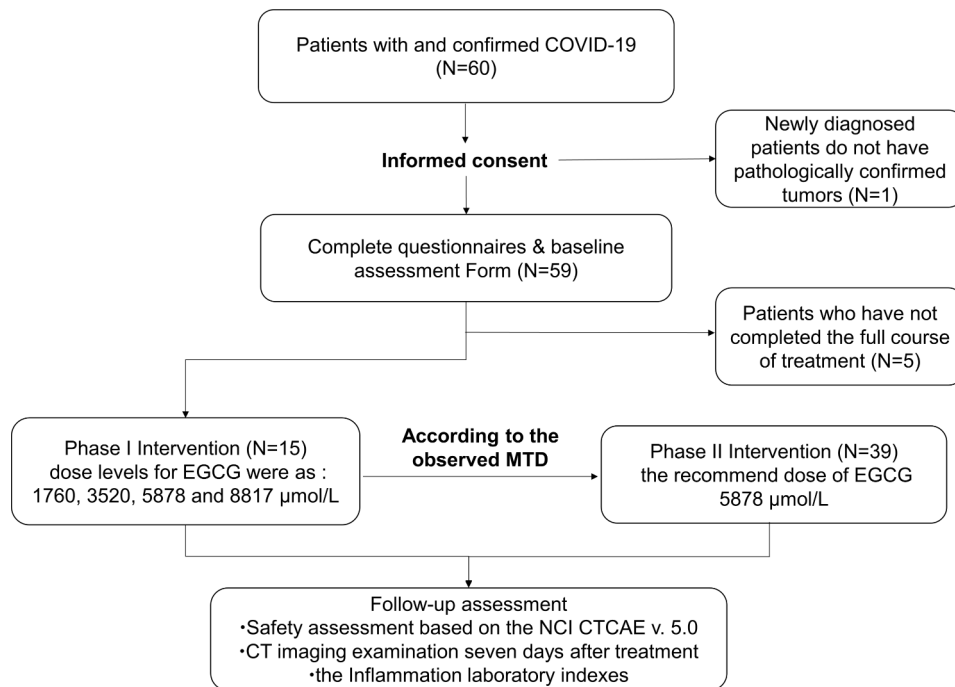 Patients with and confirmed COVID-19
(N=60)
Informed consent
Newly diagnosed
patients do not have
pathologically confirmed
tumors (N=1)
Complete questionnaires & baseline
assessment Form (N=59)
Patients who have not
completed the full course
of treatment (N=5)
Phase I Intervention (N=15)
dose levels for EGCG were as :
1760, 3520, 5878 and 8817 μmol/L
According to the
observed MTD
Phase II Intervention (N=39)
the recommend dose of EGCG
5878 μmol/L
Follow-up assessment
•Safety assessment based on the NCI CTCAE v. 5.0
•CT imaging examination seven days after treatment
•the Inflammation laboratory indexes